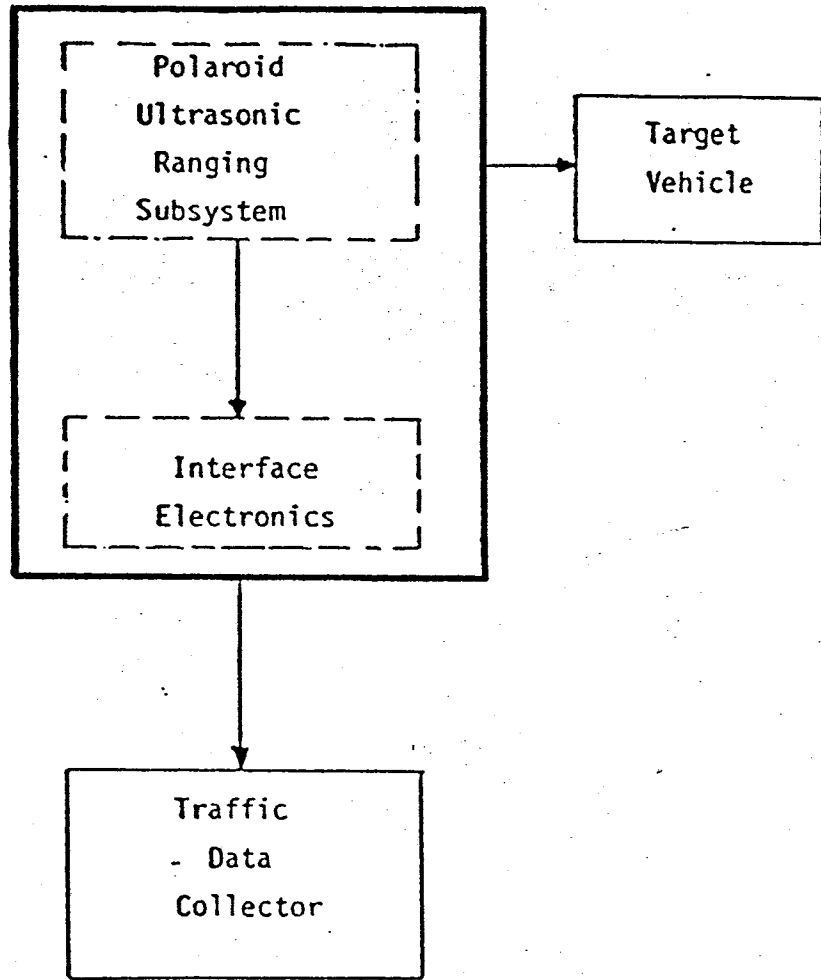 Polaroid
Ultrasonic
Ranging
Subsystem
Target
Vehicle
Interface
Electronics
Traffic
Data
Collector